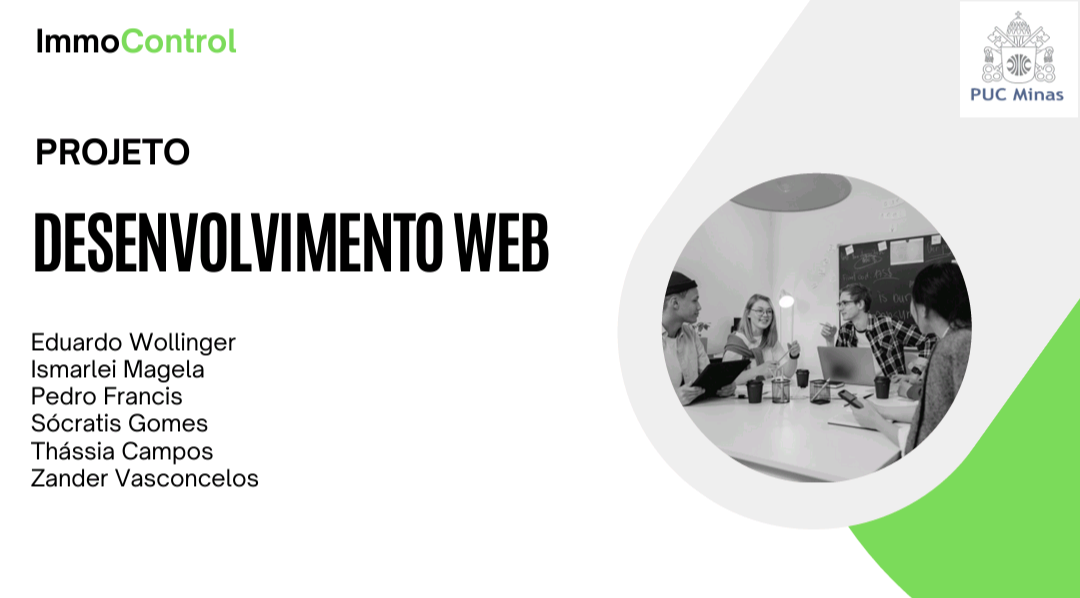 ImmoControl
PUC Minas
PROJETO
DESENVOLVIMENTO WEB
Eduardo Wollinger
Ismarlei Magela
Pedro Francis
Sócratis Gomes
Thássia Campos
Zander Vasconcelos